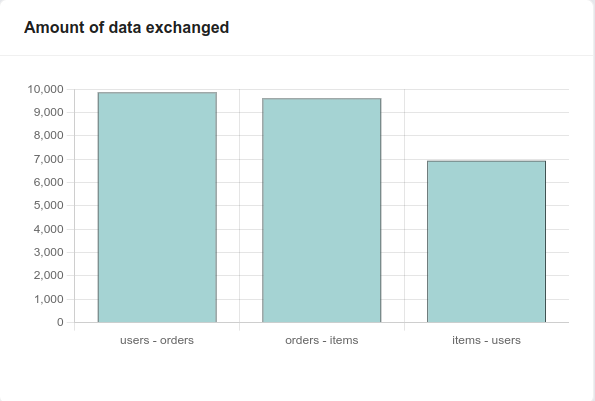 Amount of data exchanged
10,000
9,000
8,000
7,000
6,000
5,000
4,000
3,000
2,000
1,000
0
users - orders
orders - items
items - users